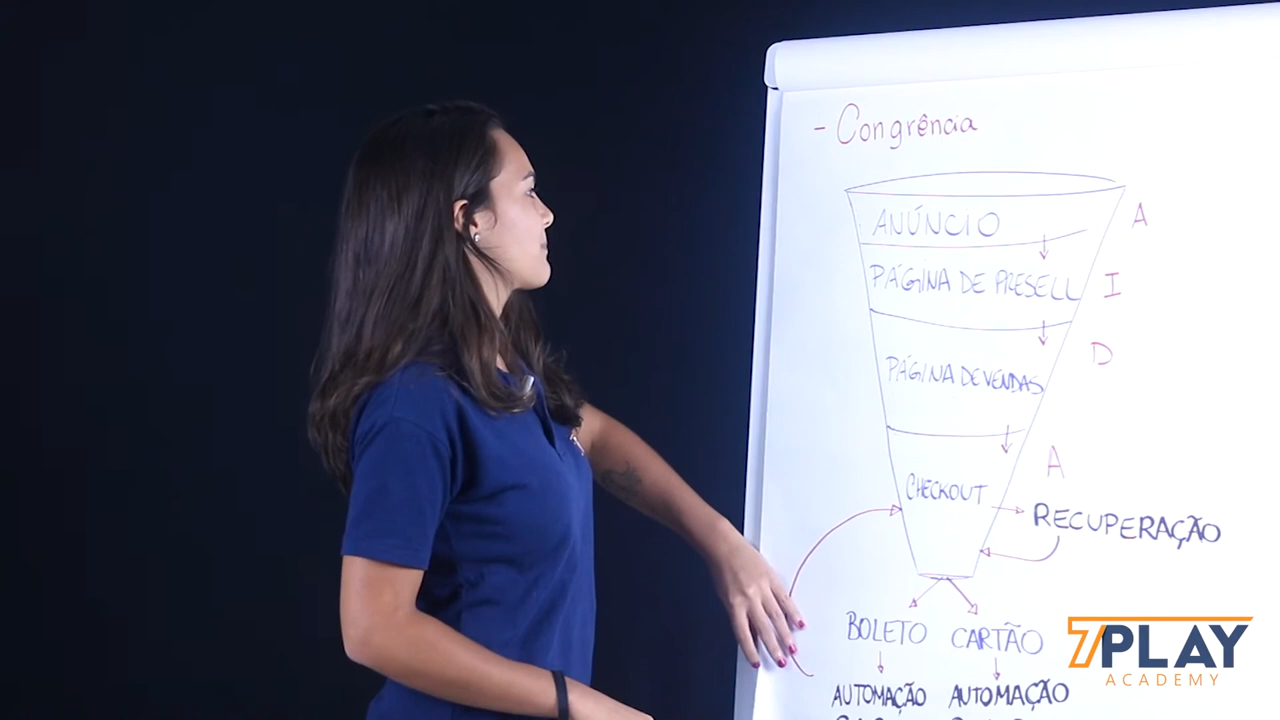 - Congrência
ANÚNCIO
A
PÁGINA DE PRESELL
I
D
PÁGINA DE VENDAS
A
CHECKOUT
RECUPERAÇÃO
BOLETO CARTÃO
AUTOMAÇÃO AUTOMAÇÃO
7PLAY
ACADEMY